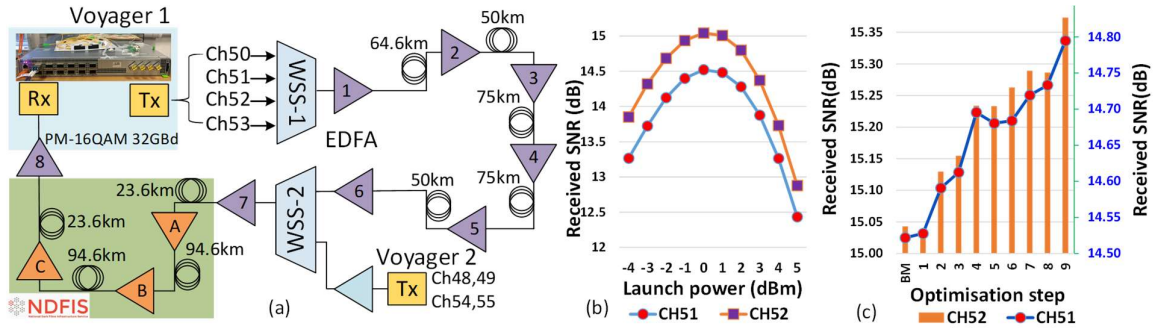 Voyager 1
Rx
Tx
PM-16QAM 32GBd
Ch50
Ch51
Ch52
Ch53
WSS-1
1
EDFA
64.6km
2
50km
3
75km
4
75km
5
50km
6
WSS-2
7
8
23.6km
A
94.6km
B
94.6km
C
23.6km
NDFIS
Voyager 2
Tx
Ch48,49
Ch54,55
(a)
Received SNR (dB)
15
14.5
14
13.5
13
12.5
12
-4 -3 -2 -1 0 1 2 3 4 5
Launch power (dBm)
CH51 CH52
(b)
Received SNR(dB)
15.35
15.30
15.25
15.20
15.15
15.10
15.05
15.00
BM 1 2 3 4 5 6 7 8 9
Optimisation step
CH52 CH51
14.80
14.75
14.70
14.65
14.60
14.55
14.50
Received SNR(dB)
(c)